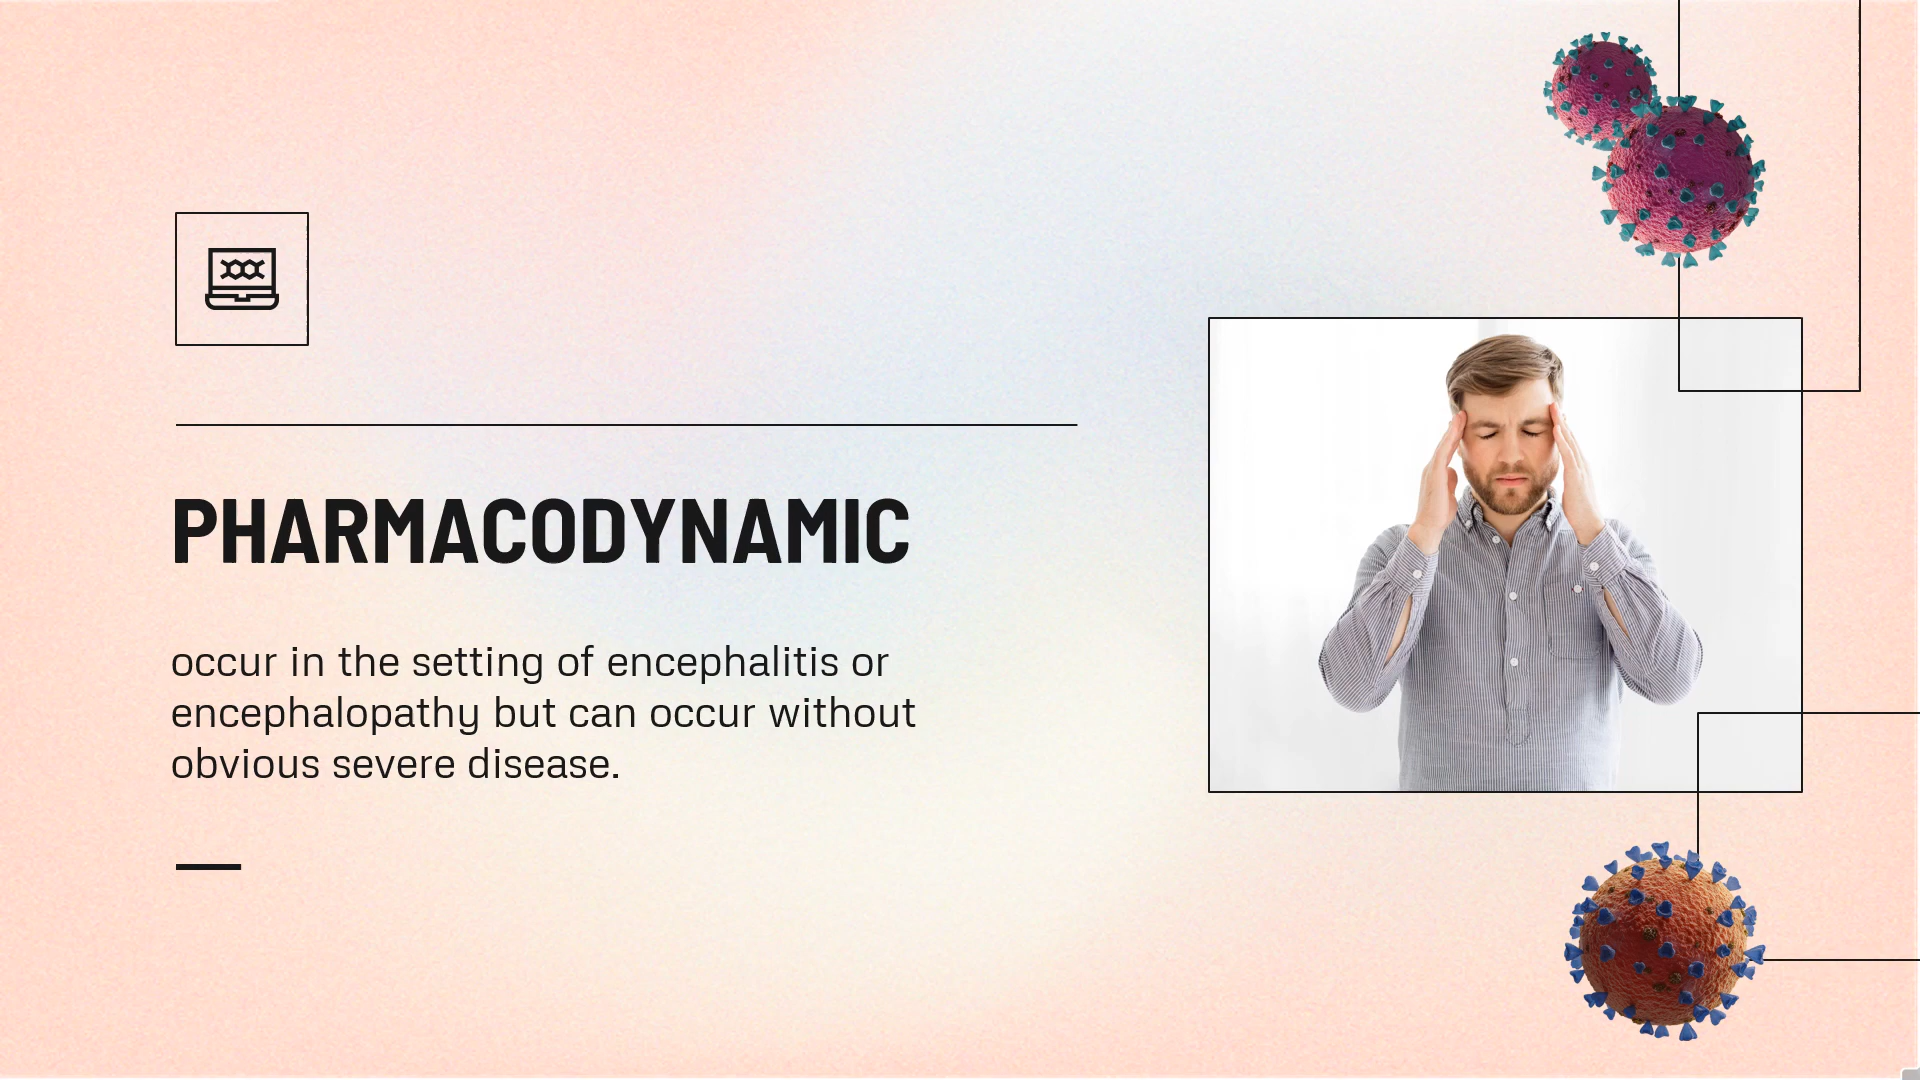 PHARMACODYNAMIC
occur in the setting of encephalitis or
encephalopathy but can occur without
obvious severe disease.